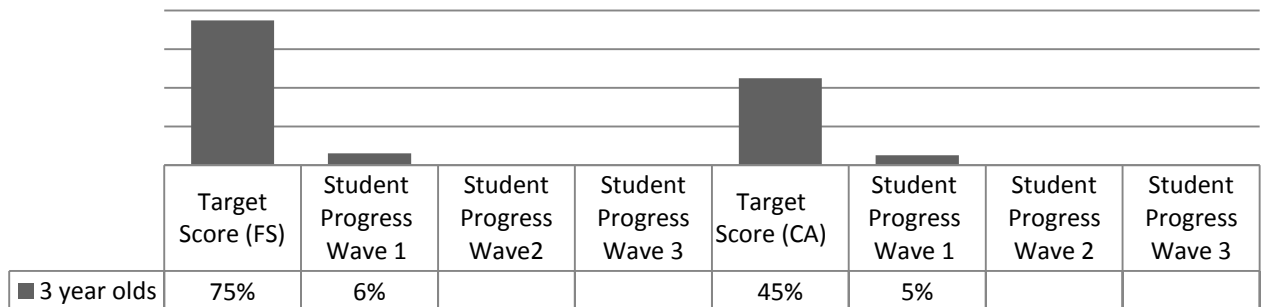 Target Score (FS)
Student Progress Wave 1
Student Progress Wave2
Student Progress Wave 3
Target Score (CA)
Student Progress Wave 1
Student Progress Wave 2
Student Progress Wave 3
3 year olds 75% 6% 45% 5%